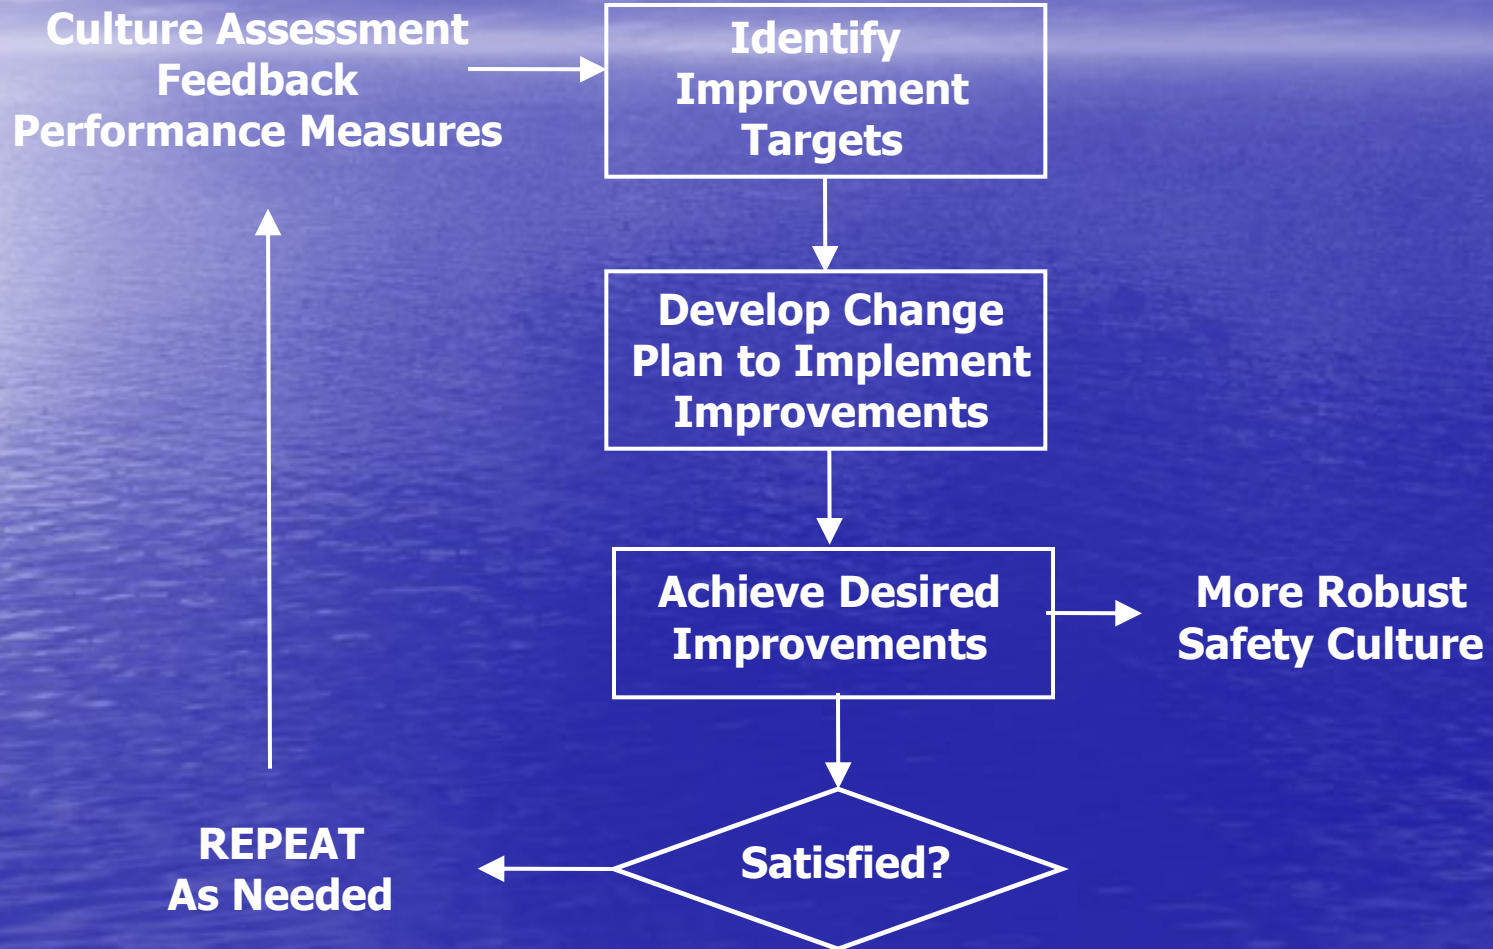 Culture Assessment
Feedback
Performance Measures
Identify
Improvement
Targets
Develop Change
Plan to Implement
Improvements
Achieve Desired
Improvements
More Robust
Safety Culture
Satisfied?
REPEAT
As Needed